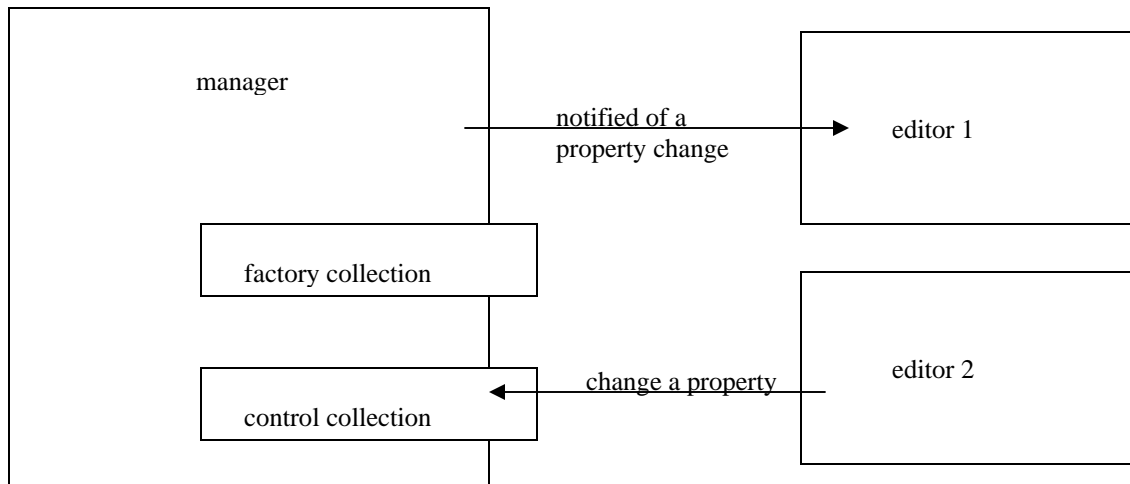 manager
notified of a
property change
editor 1
factory collection
change a property
editor 2
control collection